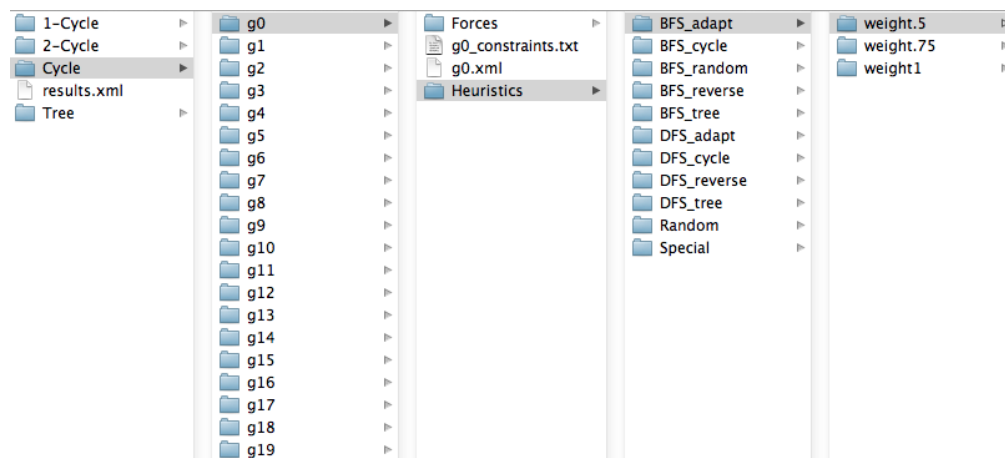 1-Cycle
2-Cycle
Cycle
results.xml
Tree
g0
g1
g2
g3
g4
g5
g6
g7
g8
g9
g10
g11
g12
g13
g14
g15
g16
g17
g18
g19
Forces
g0_constraints.txt
g0.xml
Heuristics
BFS_adapt
BFS_cycle
BFS_random
BFS_reverse
BFS_tree
DFS_adapt
DFS_cycle
DFS_reverse
DFS_tree
Random
Special
weight.5
weight.75
weight1